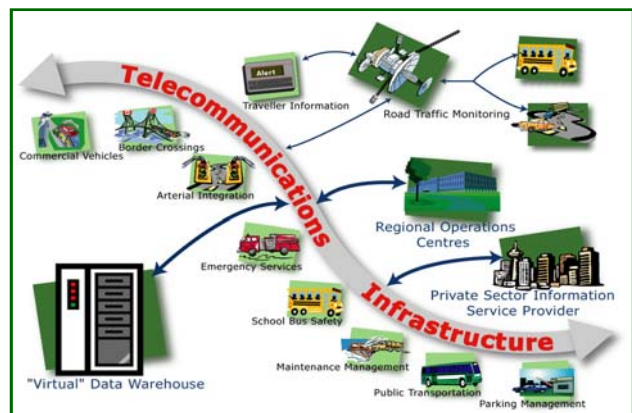 Telecommunications
Infrastructure
Alert
Traveller Information
Road Traffic Monitoring
Commercial Vehicles
Border Crossings
Arterial Integration
Regional Operations
Centres
Emergency Services
Private Sector Information
Service Provider
School Bus Safety
Maintenance Management
"Virtual" Data Warehouse
Public Transportation
Parking Management